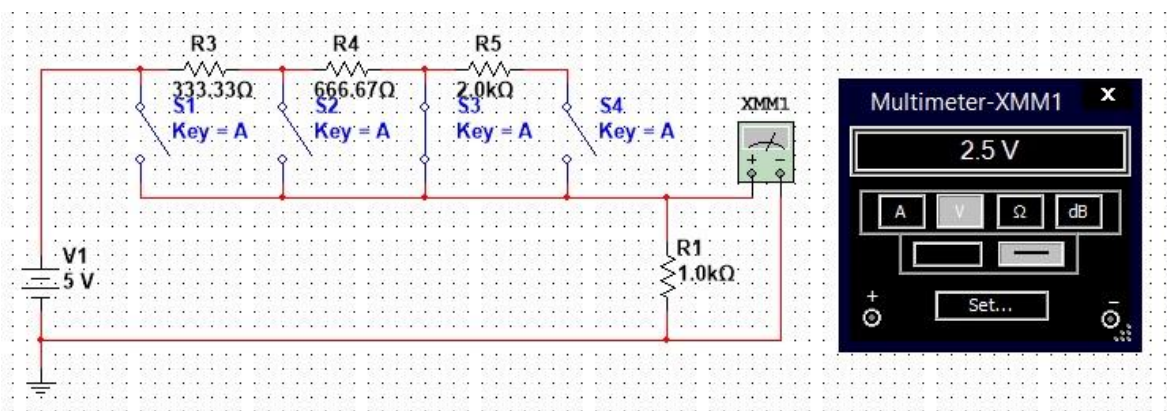 R3
333.33Ω
R4
666.67Ω
R5
2.0kΩ
S1
Key = A
S2
Key = A
S3
Key = A
S4
Key = A
XMM1
+ −
V1
5 V
R1
1.0kΩ
Multimeter-XMM1
x
2.5 V
A
V
Ω
dB
Set...
+
−